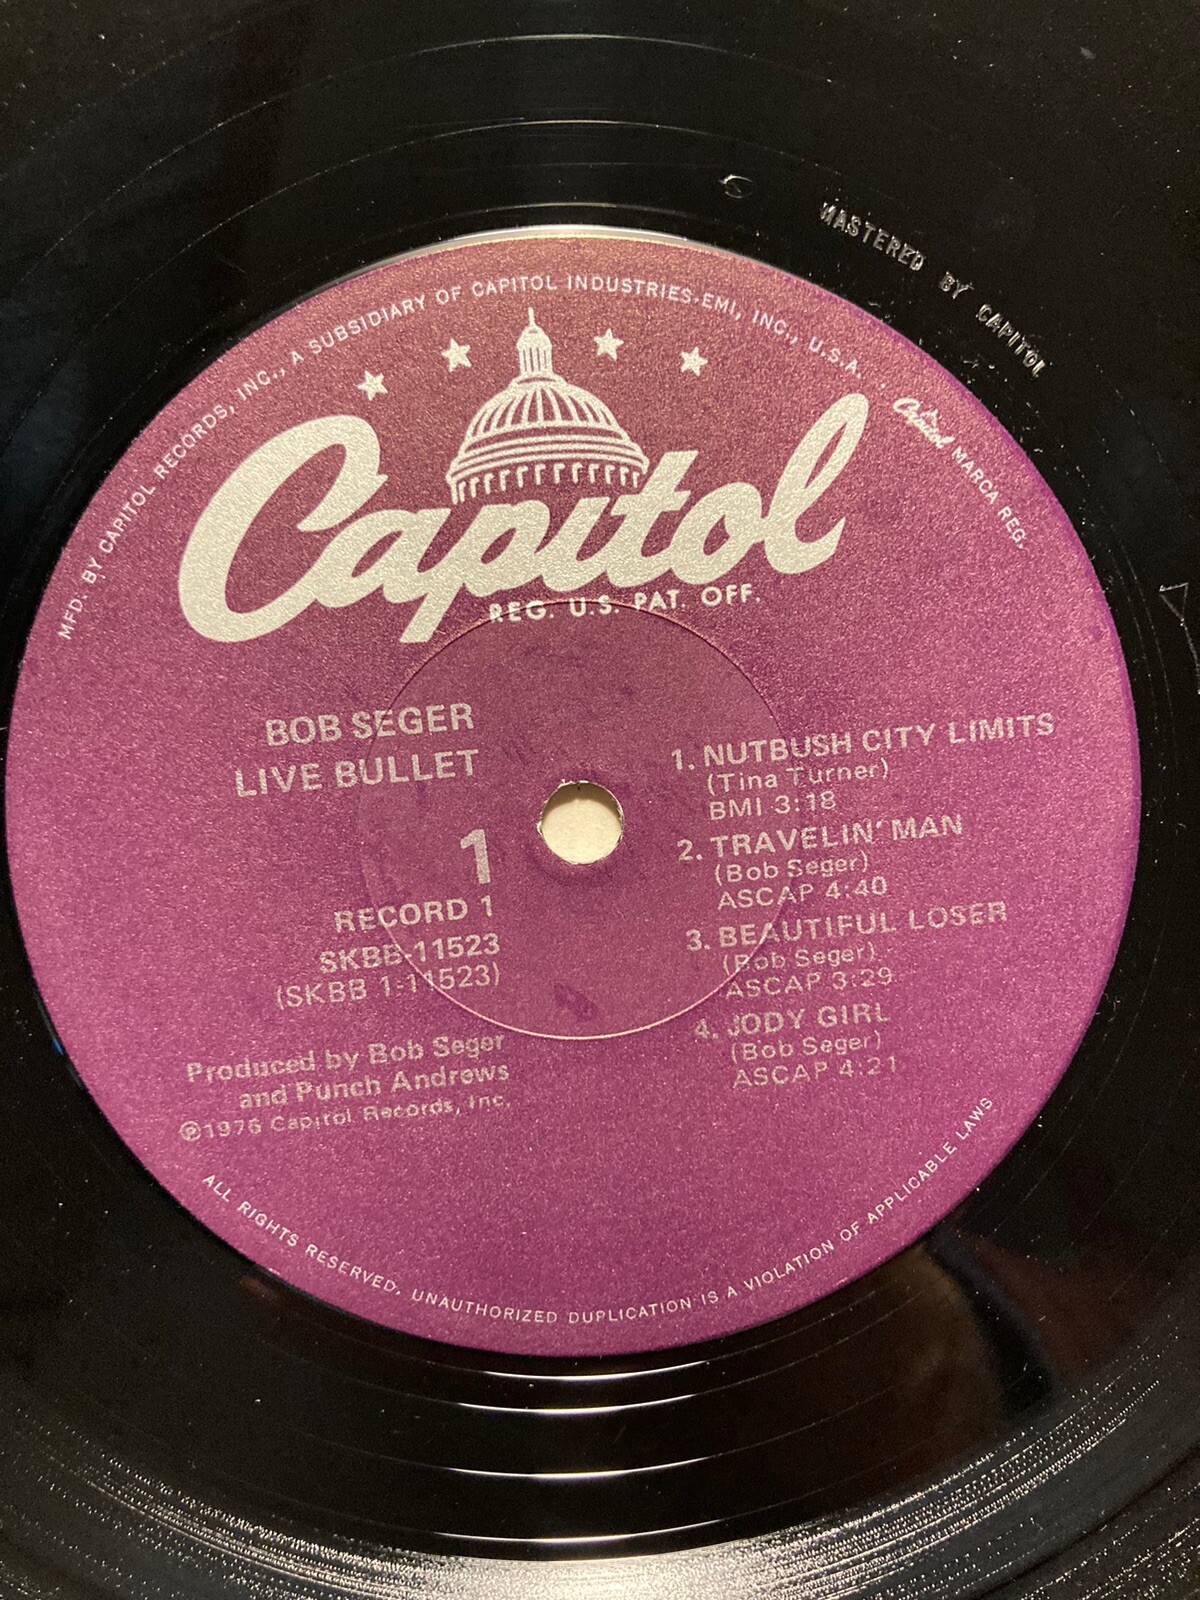 MASTERED BY CAPITOL
MFD. BY CAPITOL RECORDS, INC., A SUBSIDIARY OF CAPITOL INDUSTRIES-EMI, INC., U.S.A. . Capitol MARCA REG.
Capitol
REG. U.S. PAT. OFF.
BOB SEGER
LIVE BULLET
1
RECORD 1
SKBB-11523
(SKBB 1-11523)
Produced by Bob Seger
and Punch Andrews
℗1976 Capitol Records, Inc.
1. NUTBUSH CITY LIMITS
(Tina Turner)
BMI 3:18
2. TRAVELIN' MAN
(Bob Seger)
ASCAP 4:40
3. BEAUTIFUL LOSER
(Bob Seger)
ASCAP 3:29
4. JODY GIRL
(Bob Seger)
ASCAP 4:21
ALL RIGHTS RESERVED. UNAUTHORIZED DUPLICATION IS A VIOLATION OF APPLICABLE LAWS